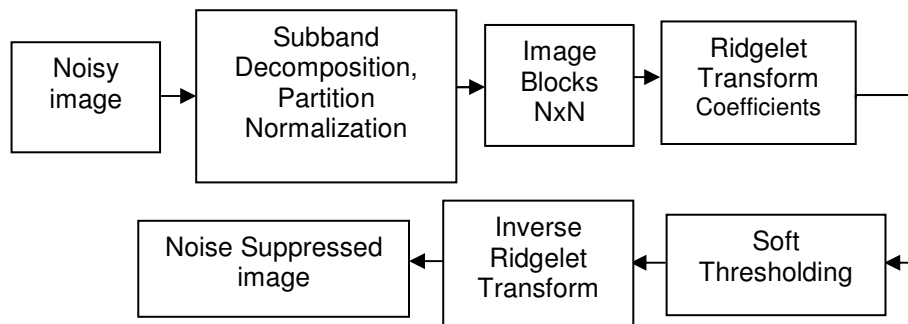 Noisy
image
Subband
Decomposition,
Partition
Normalization
Image
Blocks
NxN
Ridgelet
Transform
Coefficients
Noise Suppressed
image
Inverse
Ridgelet
Transform
Soft
Thresholding